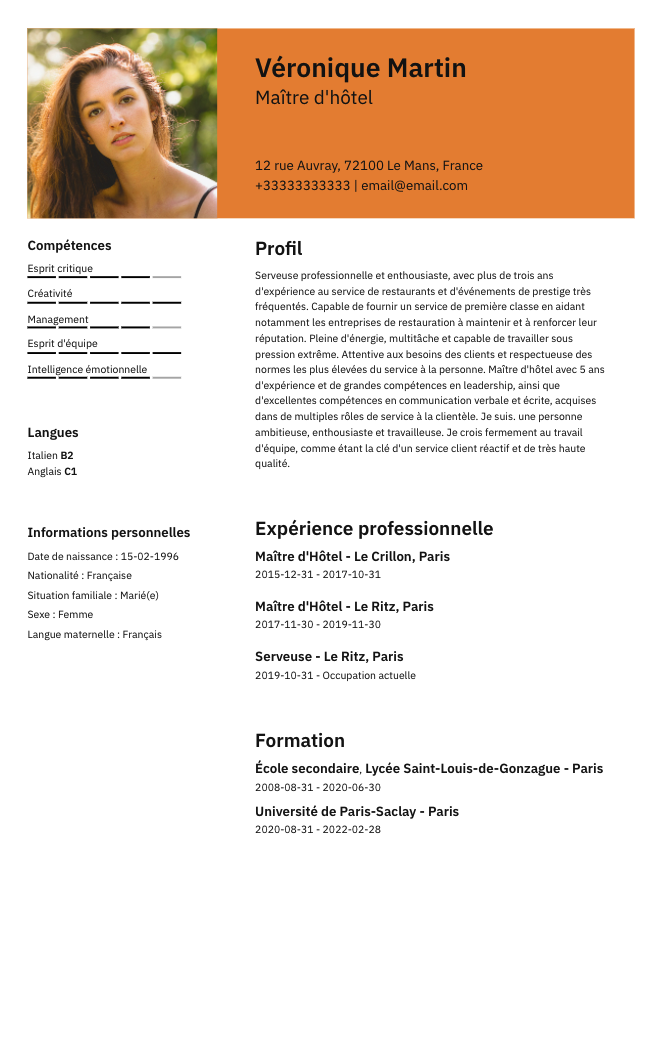 Véronique Martin
Maître d'hôtel
12 rue Auvray, 72100 Le Mans, France
+33333333333 | email@email.com
Compétences
Esprit critique
Créativité
Management
Esprit d'équipe
Intelligence émotionnelle
Langues
Italien B2
Anglais C1
Informations personnelles
Date de naissance : 15-02-1996
Nationalité : Française
Situation familiale : Marié(e)
Sexe : Femme
Langue maternelle : Français
Profil
Serveuse professionnelle et enthousiaste, avec plus de trois ans
d'expérience au service de restaurants et d'événements de prestige très
fréquentés. Capable de fournir un service de première classe en aidant
notamment les entreprises de restauration à maintenir et à renforcer leur
réputation. Pleine d'énergie, multitâche et capable de travailler sous
pression extrême. Attentive aux besoins des clients et respectueuse des
normes les plus élevées du service à la personne. Maître d'hôtel avec 5 ans
d'expérience et de grandes compétences en leadership, ainsi que
d'excellentes compétences en communication verbale et écrite, acquises
dans de multiples rôles de service à la clientèle. Je suis. une personne
ambitieuse, enthousiaste et travailleuse. Je crois fermement au travail
d'équipe, comme étant la clé d'un service client réactif et de très haute
qualité.
Expérience professionnelle
Maître d'Hôtel - Le Crillon, Paris
2015-12-31 - 2017-10-31
Maître d'Hôtel - Le Ritz, Paris
2017-11-30 - 2019-11-30
Serveuse - Le Ritz, Paris
2019-10-31 - Occupation actuelle
Formation
École secondaire, Lycée Saint-Louis-de-Gonzague - Paris
2008-08-31 - 2020-06-30
Université de Paris-Saclay - Paris
2020-08-31 - 2022-02-28